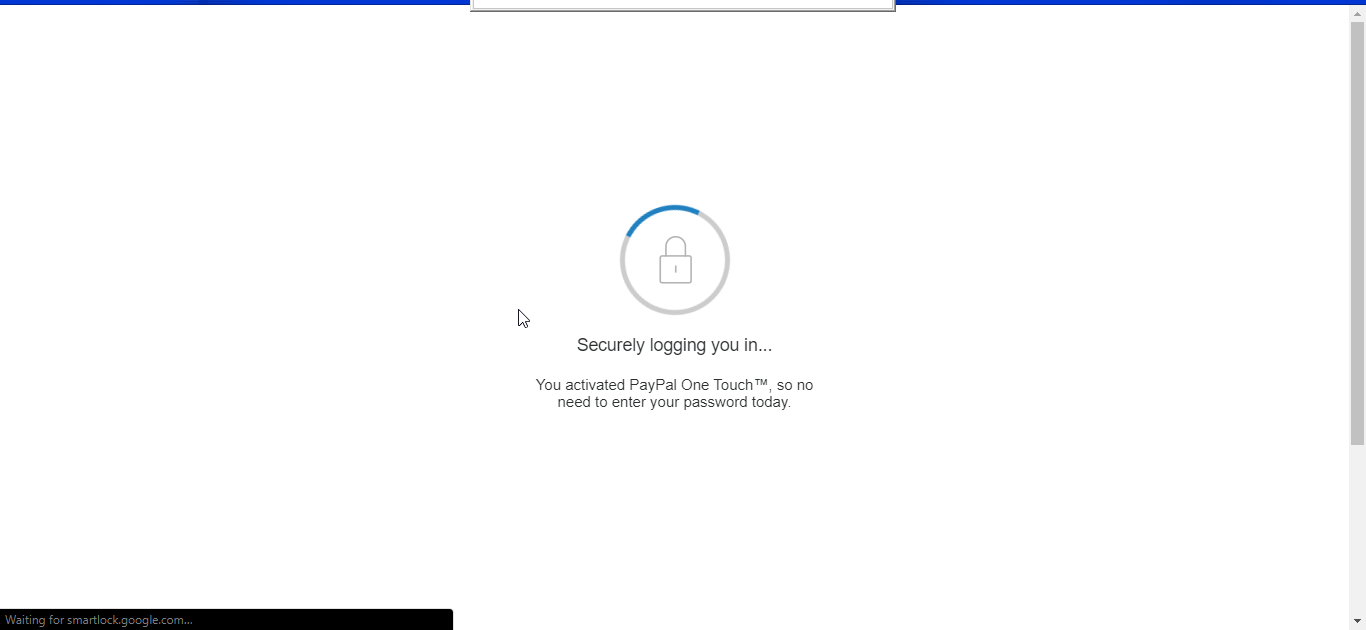 Securely logging you in...
You activated PayPal One Touch™, so no
need to enter your password today.
Waiting for smartlock.google.com...